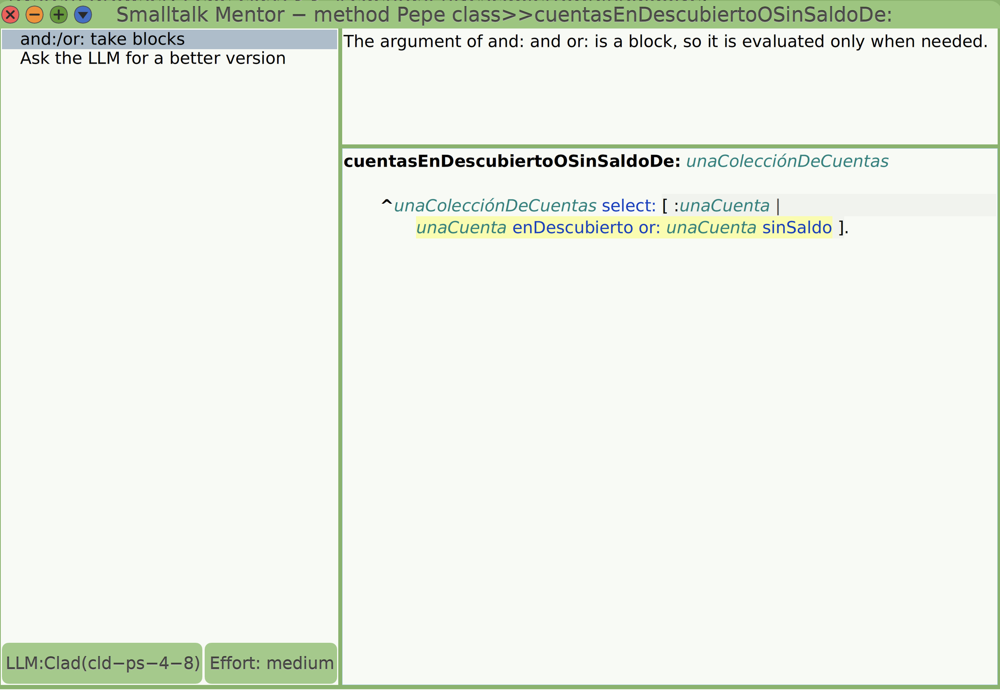 Smalltalk Mentor − method Pepe class>>cuentasEnDescubiertoOSinSaldoDe:
and:/or: take blocks
Ask the LLM for a better version
The argument of and: and or: is a block, so it is evaluated only when needed.
cuentasEnDescubiertoOSinSaldoDe: unaColecciónDeCuentas
^unaColecciónDeCuentas select: [ :unaCuenta |
unaCuenta enDescubierto or: unaCuenta sinSaldo ].
LLM:Clad(cld−ps−4−8)
Effort: medium